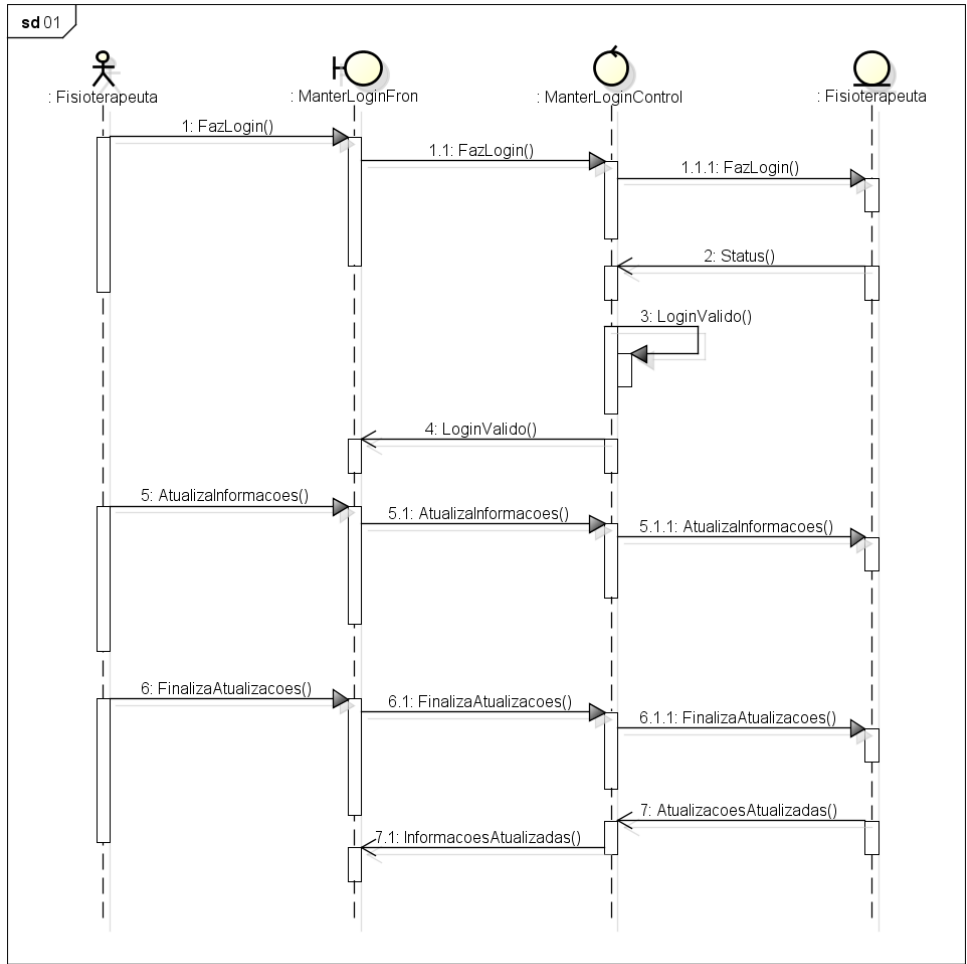 sd 01
: Fisioterapeuta
: ManterLoginFron
: ManterLoginControl
: Fisioterapeuta
1: FazLogin()
1.1: FazLogin()
1.1.1: FazLogin()
2: Status()
3: LoginValido()
4: LoginValido()
5: AtualizaInformacoes()
5.1: AtualizaInformacoes()
5.1.1: AtualizaInformacoes()
6: FinalizaAtualizacoes()
6.1: FinalizaAtualizacoes()
6.1.1: FinalizaAtualizacoes()
7: AtualizacoesAtualizadas()
7.1: InformacoesAtualizadas()